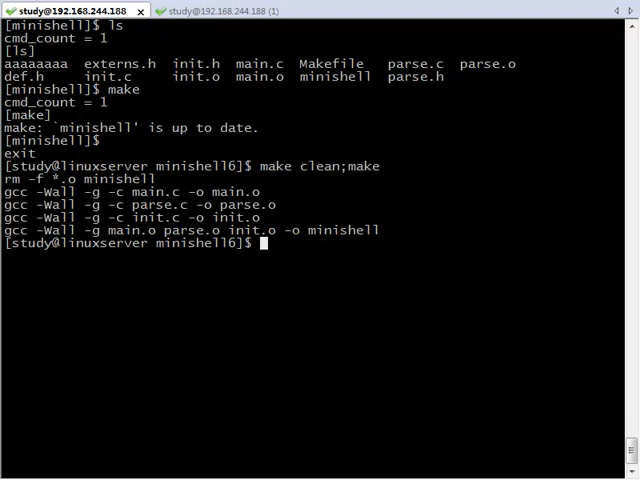 study@192.168.244.188
study@192.168.244.188 (1)
[minishell]$ ls
cmd_count = 1
[ls]
aaaaaaaa  externs.h  init.h  main.c  Makefile   parse.c  parse.o
def.h     init.c     init.o  main.o  minishell  parse.h
[minishell]$ make
cmd_count = 1
[make]
make: `minishell' is up to date.
[minishell]$
exit
[study@linuxserver minishell6]$ make clean;make
rm -f *.o minishell
gcc -Wall -g -c main.c -o main.o
gcc -Wall -g -c parse.c -o parse.o
gcc -Wall -g -c init.c -o init.o
gcc -Wall -g main.o parse.o init.o -o minishell
[study@linuxserver minishell6]$